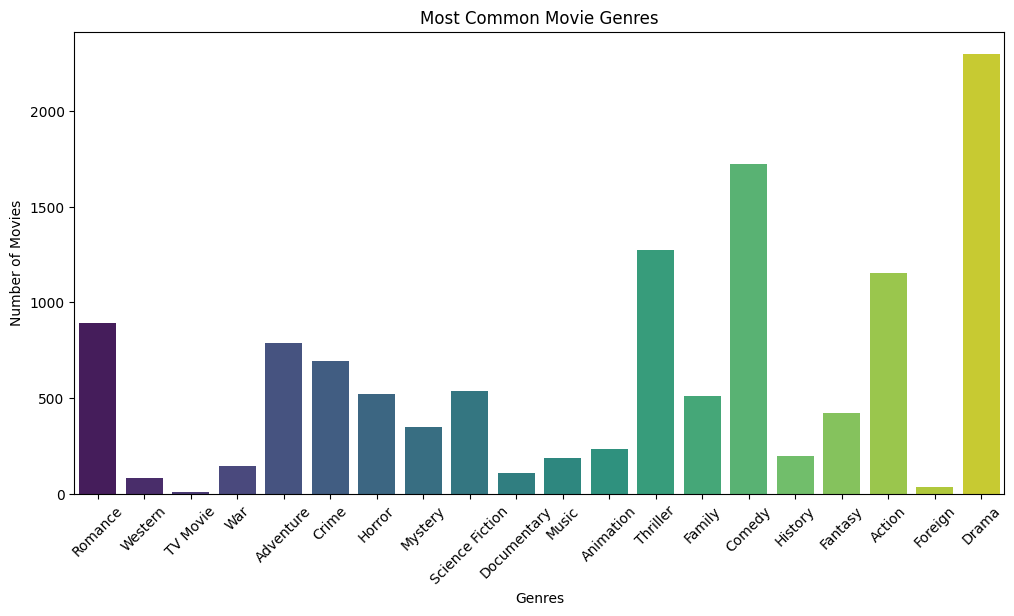 Most Common Movie Genres
Number of Movies
2000
1500
1000
500
0
Romance
Western
TV Movie
War
Adventure
Crime
Horror
Mystery
Science Fiction
Documentary
Music
Animation
Thriller
Family
Comedy
History
Fantasy
Action
Foreign
Drama
Genres